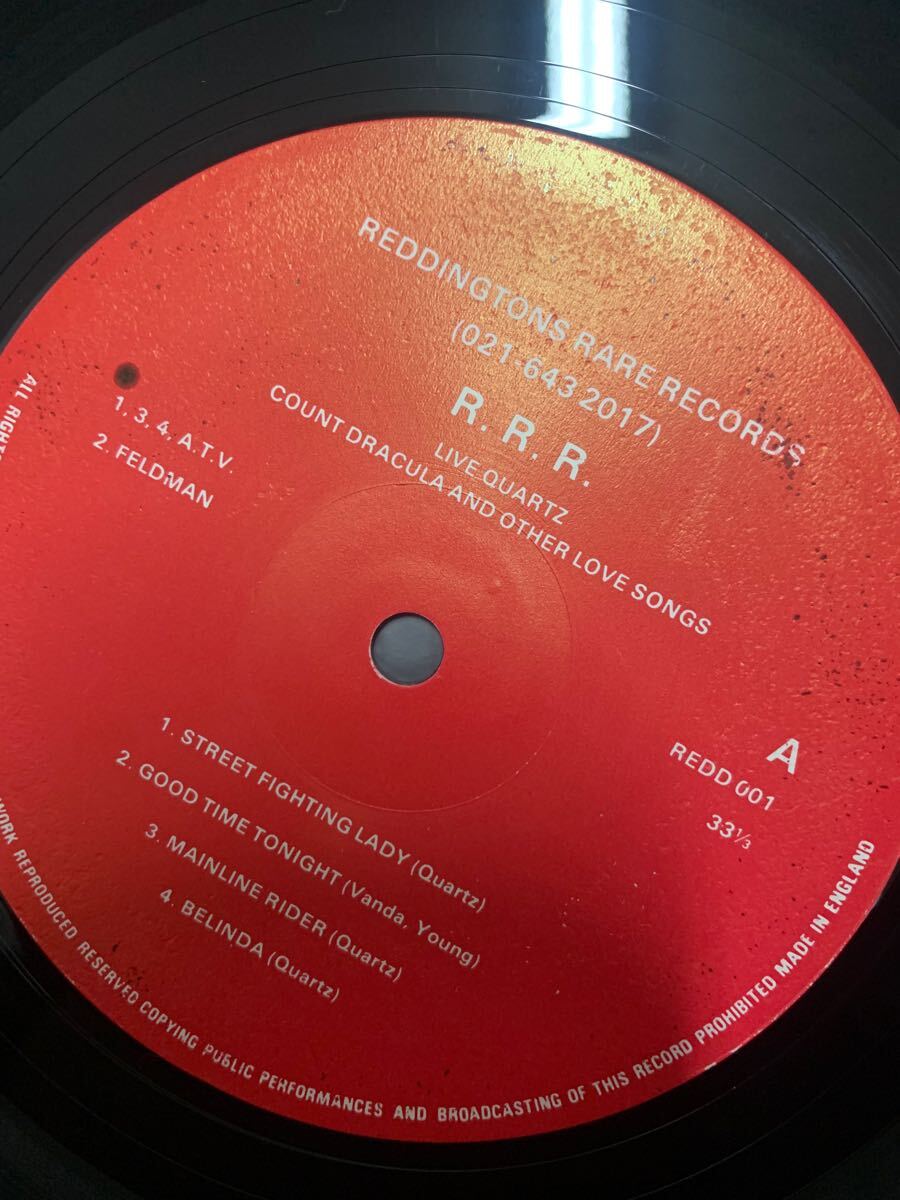 REDDINGTONS RARE RECORDS
(021-643 2017)
R. R. R.
LIVE QUARTZ
COUNT DRACULA AND OTHER LOVE SONGS
1, 3, 4, A.T.V.
2. FELDMAN
A
REDD 001
33⅓
1. STREET FIGHTING LADY (Quartz)
2. GOOD TIME TONIGHT (Vanda, Young)
3. MAINLINE RIDER (Quartz)
4. BELINDA (Quartz)
ALL RIGHTS
WORK REPRODUCED RESERVED COPYING PUBLIC PERFORMANCES AND BROADCASTING OF THIS RECORD PROHIBITED MADE IN ENGLAND